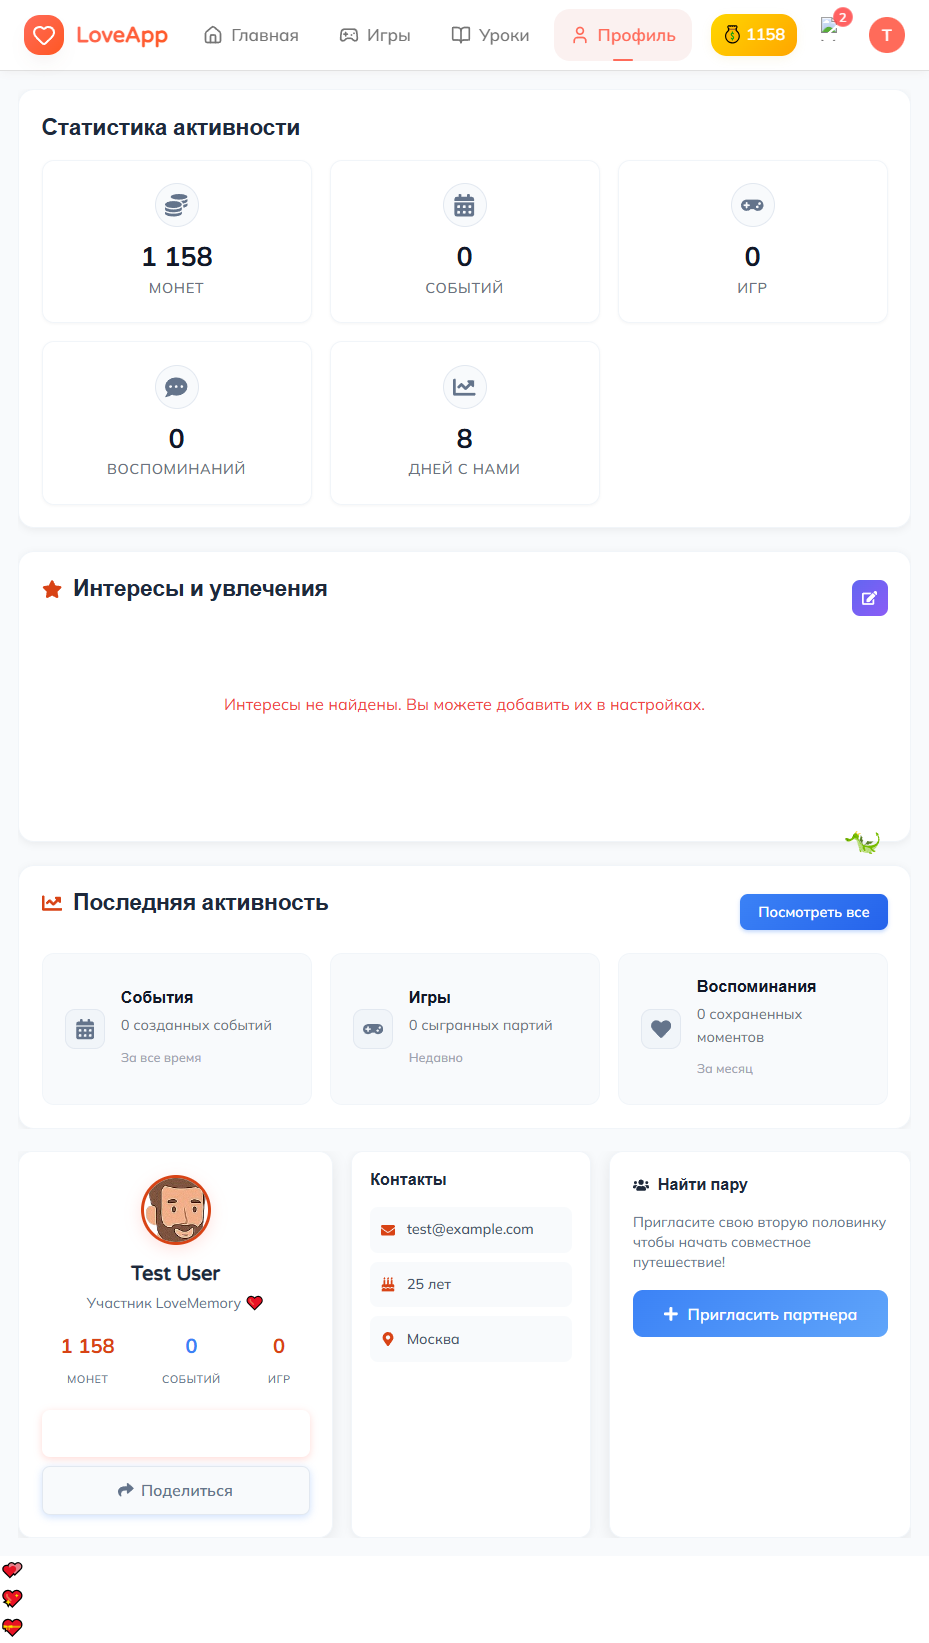 LoveApp
Главная
Игры
Уроки
Профиль
1158
2
T
Статистика активности
1 158
МОНЕТ
0
СОБЫТИЙ
0
ИГР
0
ВОСПОМИНАНИЙ
8
ДНЕЙ С НАМИ
Интересы и увлечения
Интересы не найдены. Вы можете добавить их в настройках.
Последняя активность
Посмотреть все
События
0 созданных событий
За все время
Игры
0 сыгранных партий
Недавно
Воспоминания
0 сохраненных
моментов
За месяц
Test User
Участник LoveMemory
1 158
МОНЕТ
0
СОБЫТИЙ
0
ИГР
Поделиться
Контакты
test@example.com
25 лет
Москва
Найти пару
Пригласите свою вторую половинку
чтобы начать совместное
путешествие!
Пригласить партнера